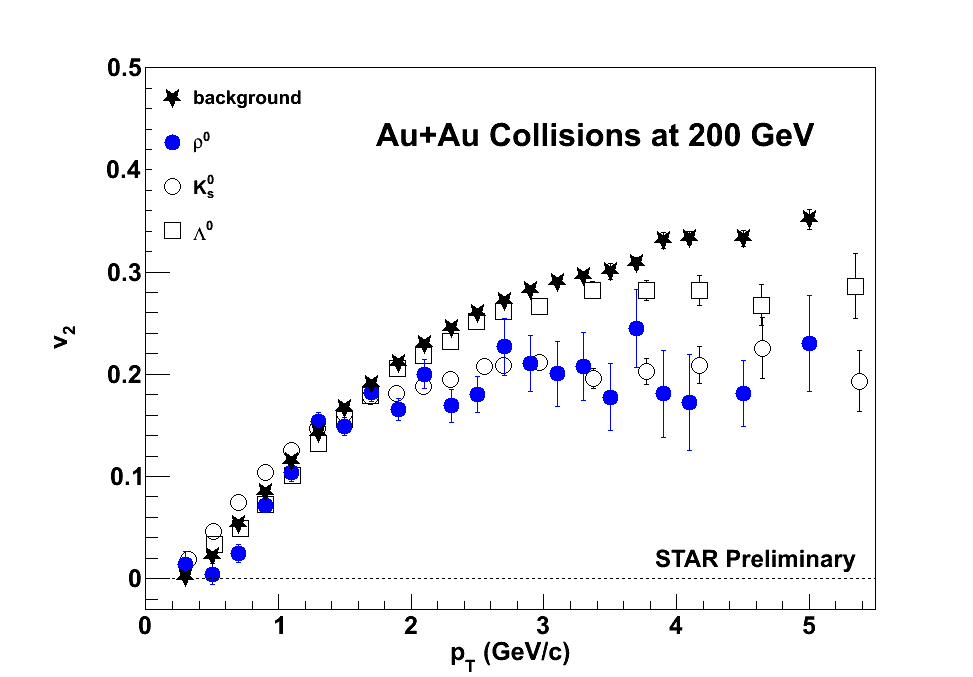 0.5
background
Au+Au Collisions at 200 GeV
ρ⁰
0.4
K⁰ₛ
Λ⁰
0.3
v₂
0.2
0.1
STAR Preliminary
0
0 1 2 3 4 5
p_T (GeV/c)